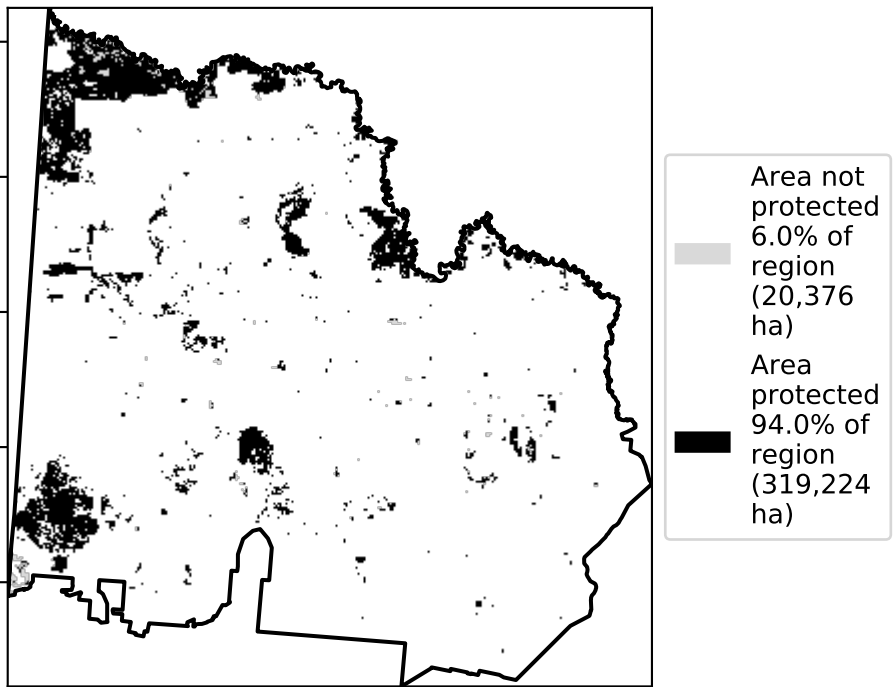 Area not
protected
6.0% of
region
(20,376
ha)
Area
protected
94.0% of
region
(319,224
ha)